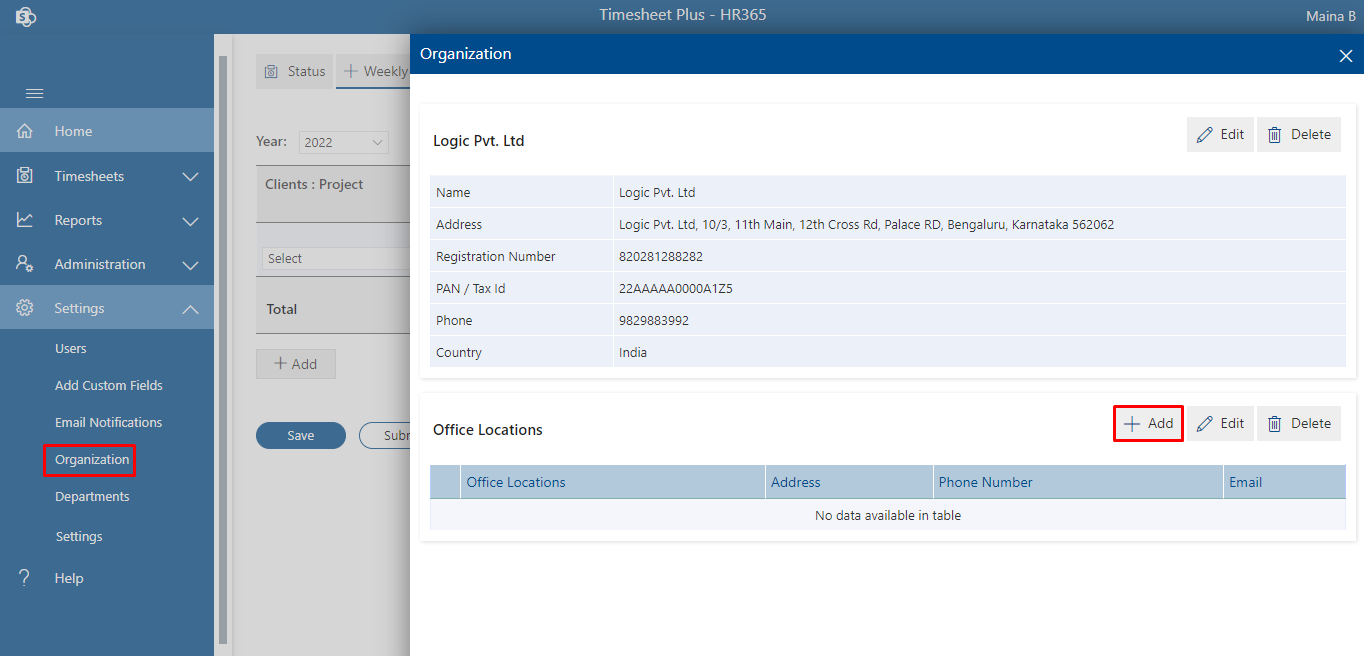 Timesheet Plus - HR365
Maina B
Home
Timesheets
Reports
Administration
Settings
Users
Add Custom Fields
Email Notifications
Organization
Departments
Settings
? Help
Status
+ Weekly
Year: 2022
Clients : Project
Select
Total
+ Add
Save
Subm
Organization
Logic Pvt. Ltd
Edit
Delete
Name Logic Pvt. Ltd
Address Logic Pvt. Ltd, 10/3, 11th Main, 12th Cross Rd, Palace RD, Bengaluru, Karnataka 562062
Registration Number 820281288282
PAN / Tax Id 22AAAAA0000A1Z5
Phone 9829883992
Country India
Office Locations
+ Add
Edit
Delete
Office Locations Address Phone Number Email
No data available in table